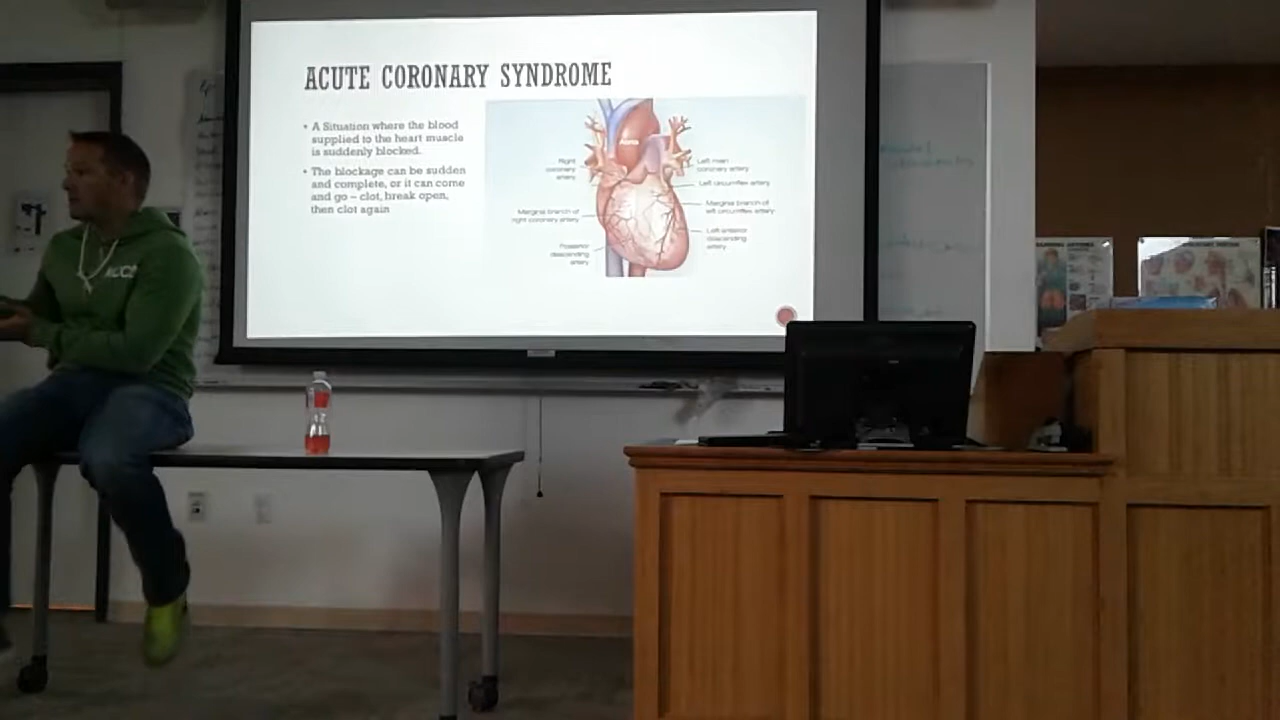 ACUTE CORONARY SYNDROME
• A Situation where the blood
supplied to the heart muscle
is suddenly blocked.
• The blockage can be sudden
and complete, or it can come
and go – clot, break open,
then clot again
Aorta
Right
coronary
artery
Marginal branch of
right coronary artery
Posterior
descending
artery
Left main
coronary artery
Left circumflex artery
Marginal branch of
left circumflex artery
Left anterior
descending
artery